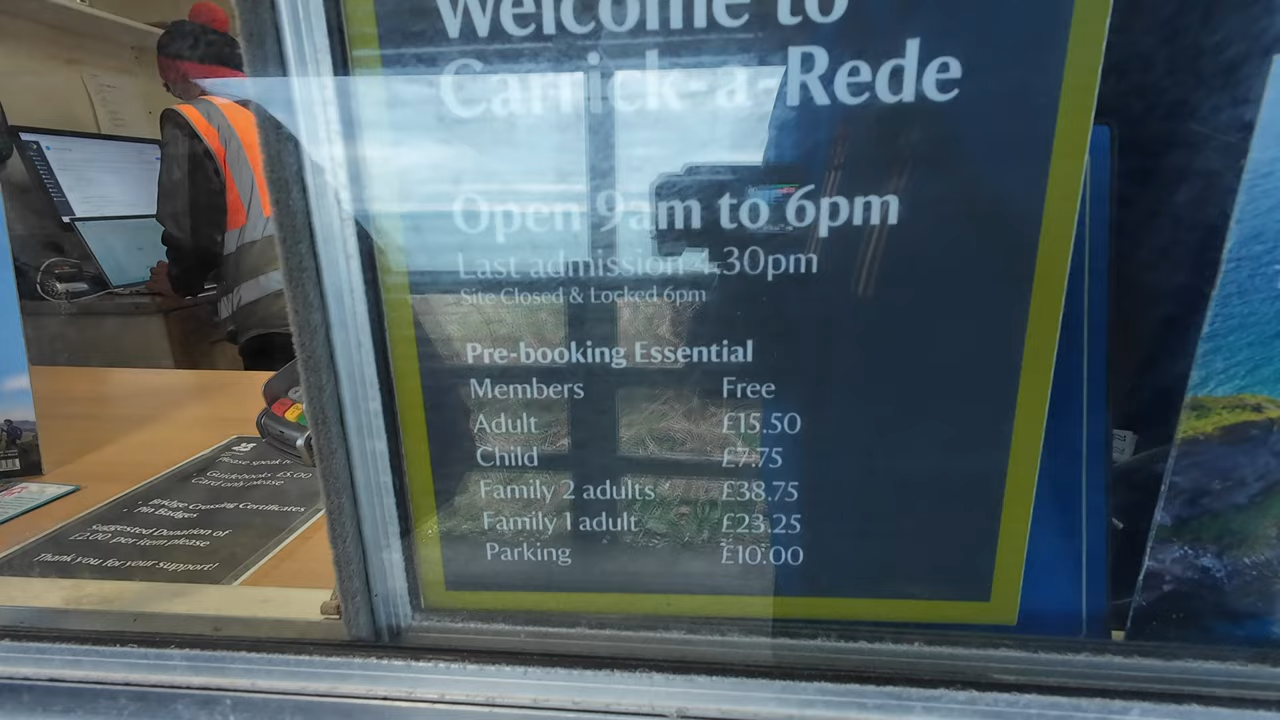 Welcome to
Carrick-a-Rede
Open 9am to 6pm
Last admission 4.30pm
Site Closed & Locked 6pm
Pre-booking Essential
Members Free
Adult £15.50
Child £7.75
Family 2 adults £38.75
Family 1 adult £23.25
Parking £10.00
Please speak
Guidebooks £5.00
Card only please
· Bridge Crossing Certificates
· Pin Badges
Suggested Donation of
£2.00 per item please
Thank you for your support!